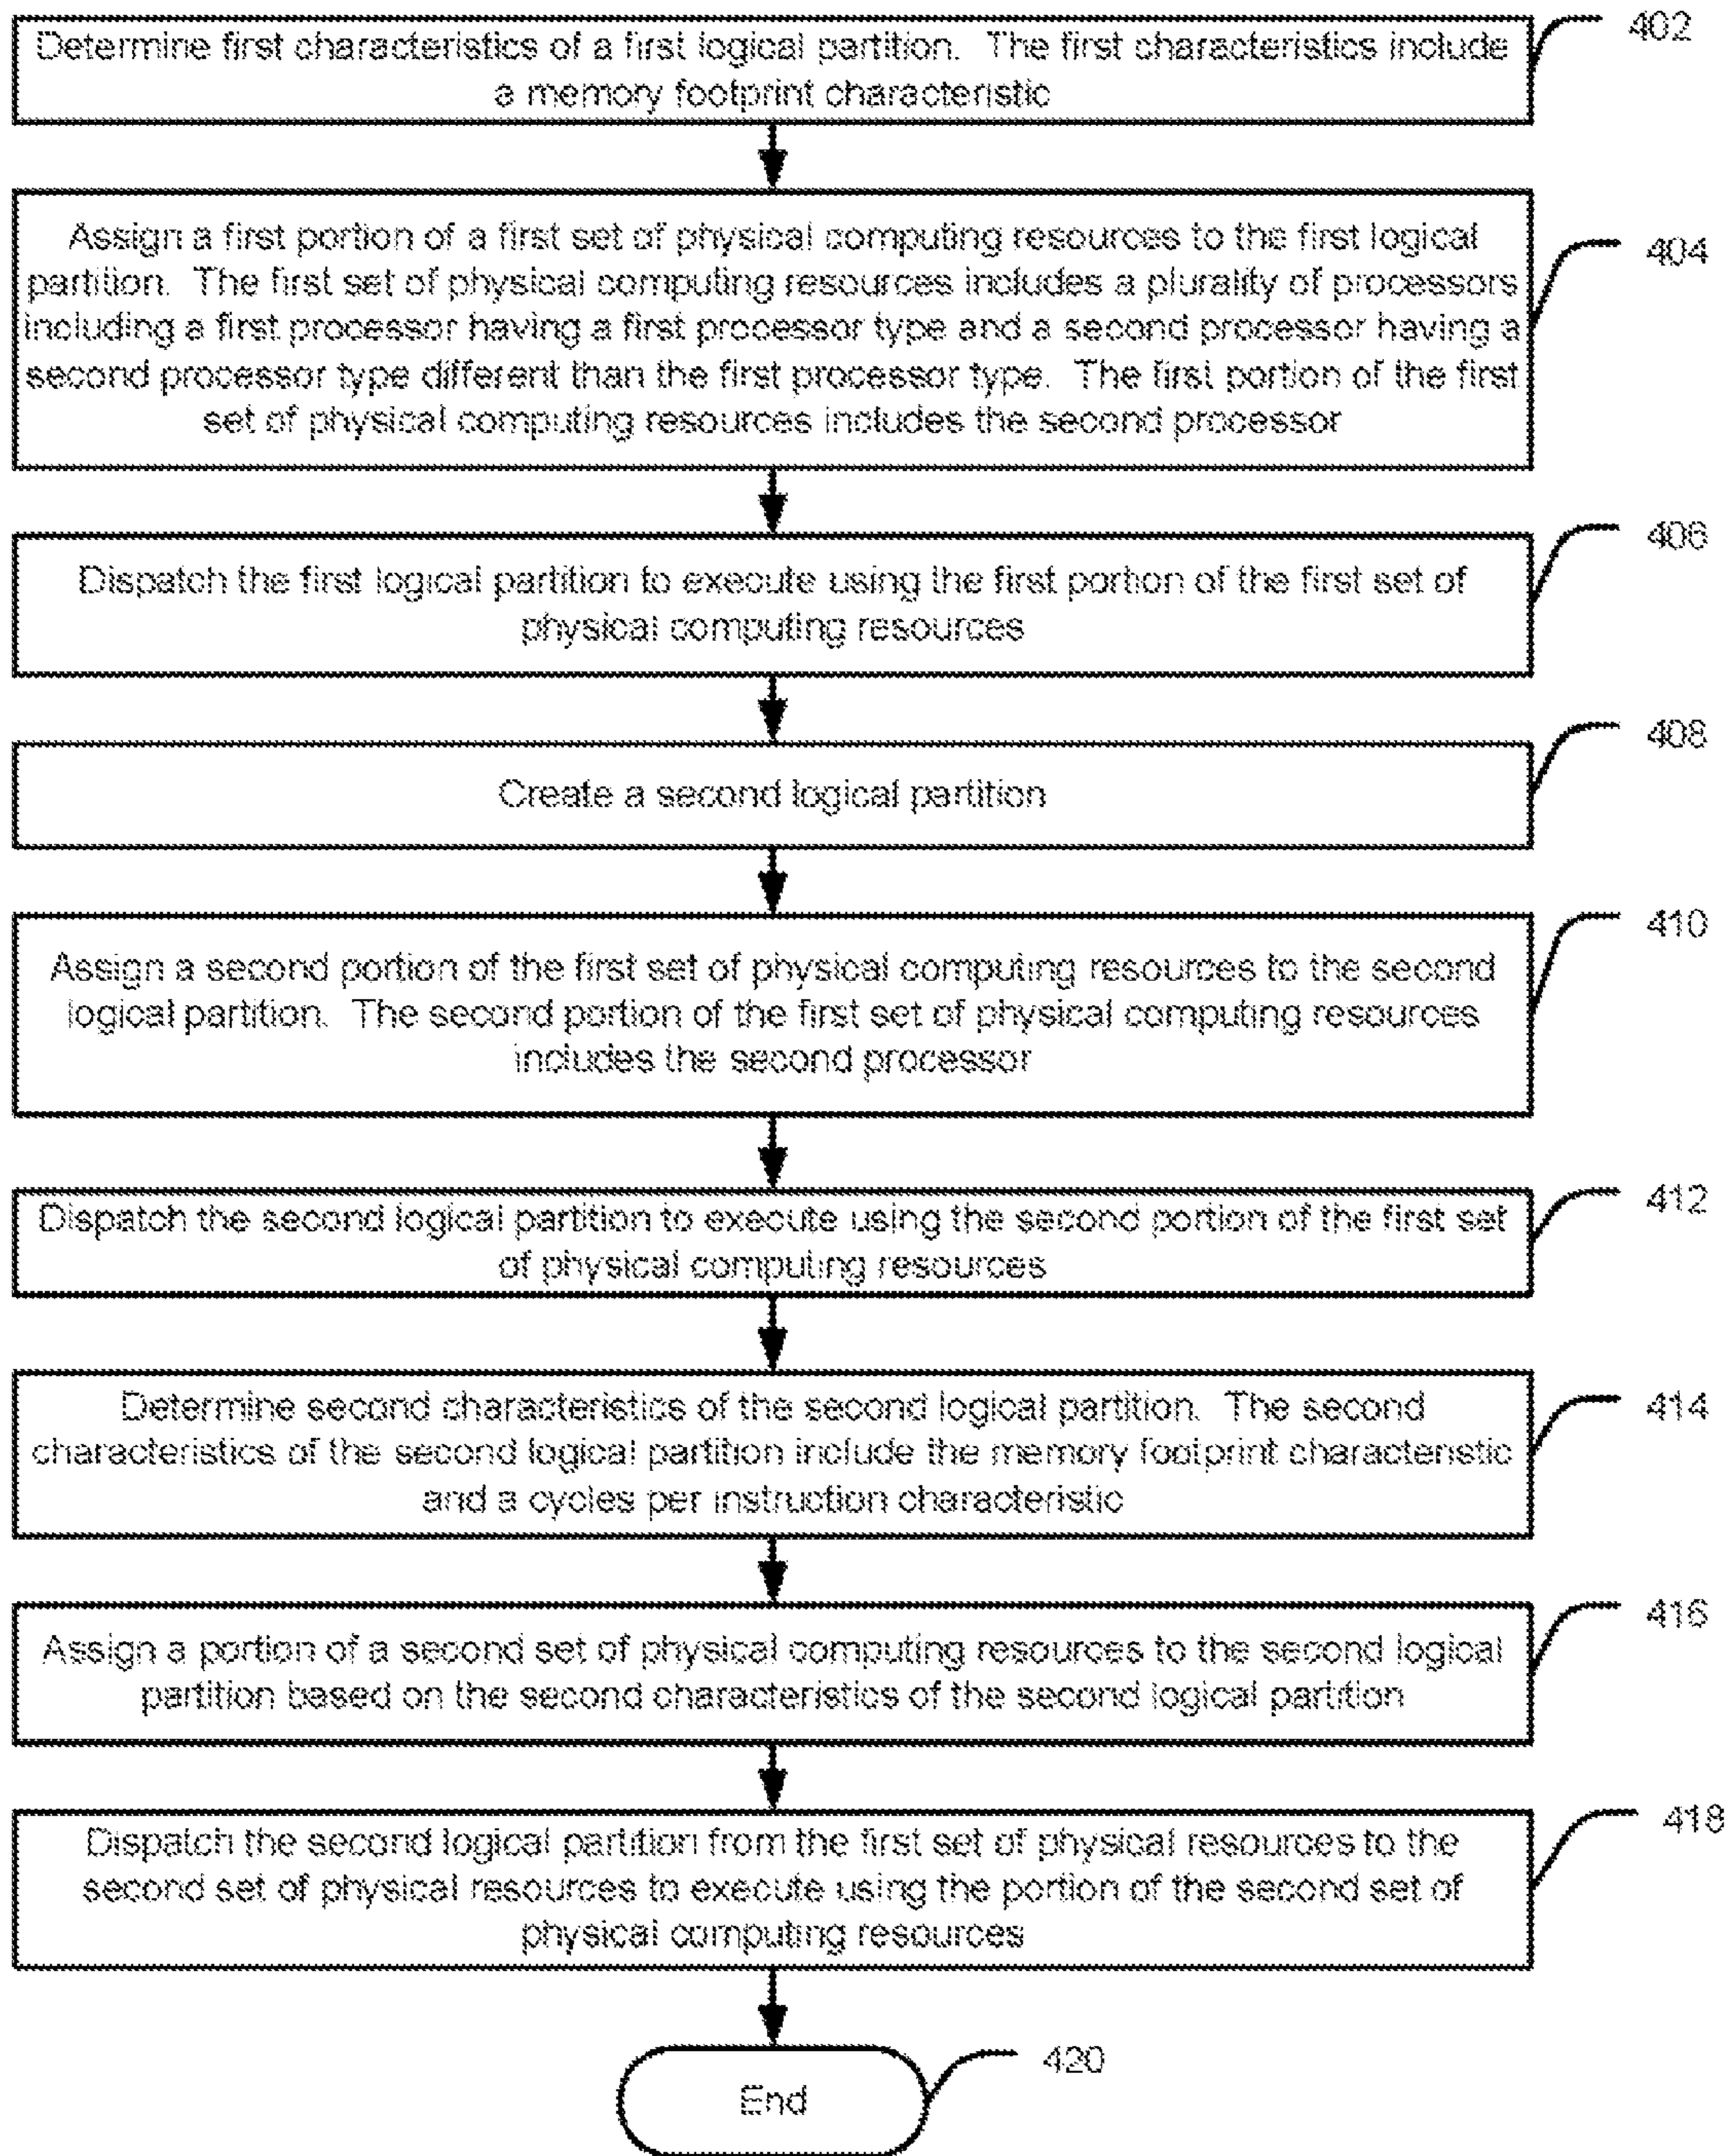 402
Determine first characteristics of a first logical partition. The first characteristics include
a memory footprint characteristic
404
Assign a first portion of a first set of physical computing resources to the first logical
partition. The first set of physical computing resources includes a plurality of processors
including a first processor having a first processor type and a second processor having a
second processor type different than the first processor type. The first portion of the first
set of physical computing resources includes the second processor
406
Dispatch the first logical partition to execute using the first portion of the first set of
physical computing resources
408
Create a second logical partition
410
Assign a second portion of the first set of physical computing resources to the second
logical partition. The second portion of the first set of physical computing resources
includes the second processor
412
Dispatch the second logical partition to execute using the second portion of the first set
of physical computing resources
414
Determine second characteristics of the second logical partition. The second
characteristics of the second logical partition include the memory footprint characteristic
and a cycles per instruction characteristic
416
Assign a portion of a second set of physical computing resources to the second logical
partition based on the second characteristics of the second logical partition
418
Dispatch the second logical partition from the first set of physical resources to the
second set of physical resources to execute using the portion of the second set of
physical computing resources
420
End